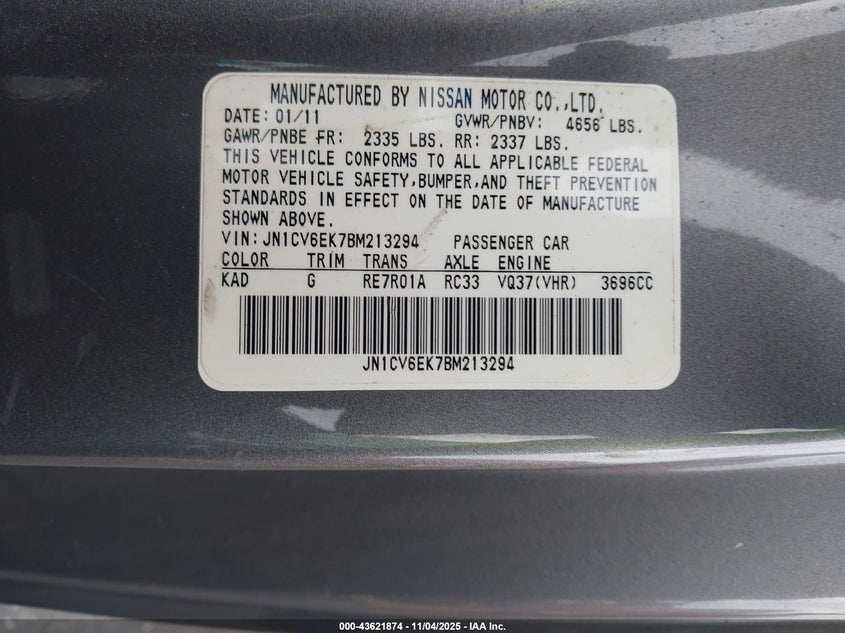 MANUFACTURED BY NISSAN MOTOR CO.,LTD.
DATE: 01/11 GVWR/PNBV: 4656 LBS.
GAWR/PNBE FR: 2335 LBS. RR: 2337 LBS.
THIS VEHICLE CONFORMS TO ALL APPLICABLE FEDERAL
MOTOR VEHICLE SAFETY,BUMPER,AND THEFT PREVENTION
STANDARDS IN EFFECT ON THE DATE OF MANUFACTURE
SHOWN ABOVE.
VIN:JN1CV6EK7BM213294 PASSENGER CAR
COLOR TRIM TRANS AXLE ENGINE
KAD G RE7R01A RC33 VQ37(VHR) 3696CC
JN1CV6EK7BM213294
000-43621874 | 11/04/2025 - IAA Inc.